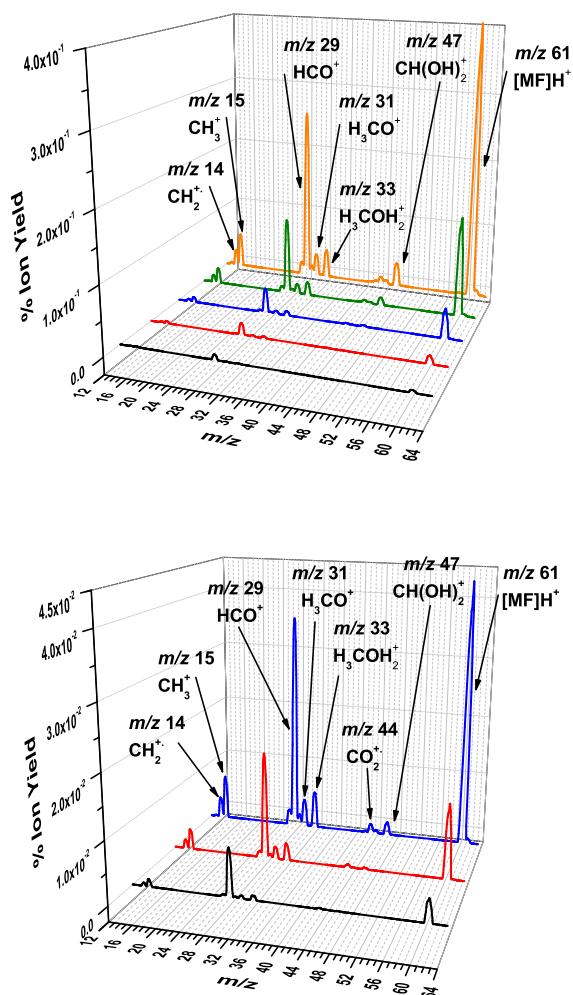 m/z 47
CH(OH)₂⁺
m/z 29
HCO⁺
m/z 61
[MF]H⁺
m/z 15
CH₃⁺
m/z 31
H₃CO⁺
m/z 14
CH₂⁺·
m/z 33
H₃COH₂⁺
4.0x10⁻¹
3.0x10⁻¹
2.0x10⁻¹
1.0x10⁻¹
0.0
% Ion Yield
12 16 20 24 28 32 36 40 44 48 52 56 60 64
m/z
m/z 47
CH(OH)₂⁺
m/z 31
H₃CO⁺
m/z 61
[MF]H⁺
m/z 29
HCO⁺
m/z 33
H₃COH₂⁺
m/z 15
CH₃⁺
m/z 14
CH₂⁺·
m/z 44
CO₂⁺·
4.5x10⁻²
4.0x10⁻²
3.0x10⁻²
2.0x10⁻²
1.0x10⁻²
0.0
% Ion Yield
12 16 20 24 28 32 36 40 44 48 52 56 60 64
m/z